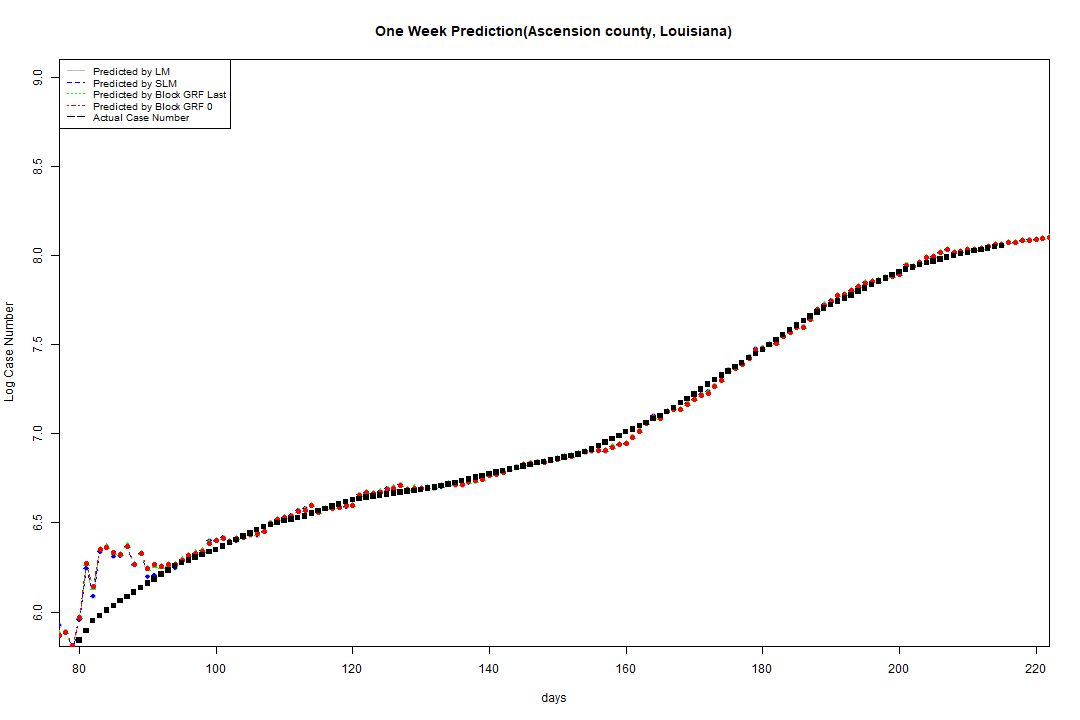 One Week Prediction(Ascension county, Louisiana)
Predicted by LM
Predicted by SLM
Predicted by Block GRF Last
Predicted by Block GRF 0
Actual Case Number
9.0
8.5
8.0
7.5
7.0
6.5
6.0
Log Case Number
80 100 120 140 160 180 200 220
days